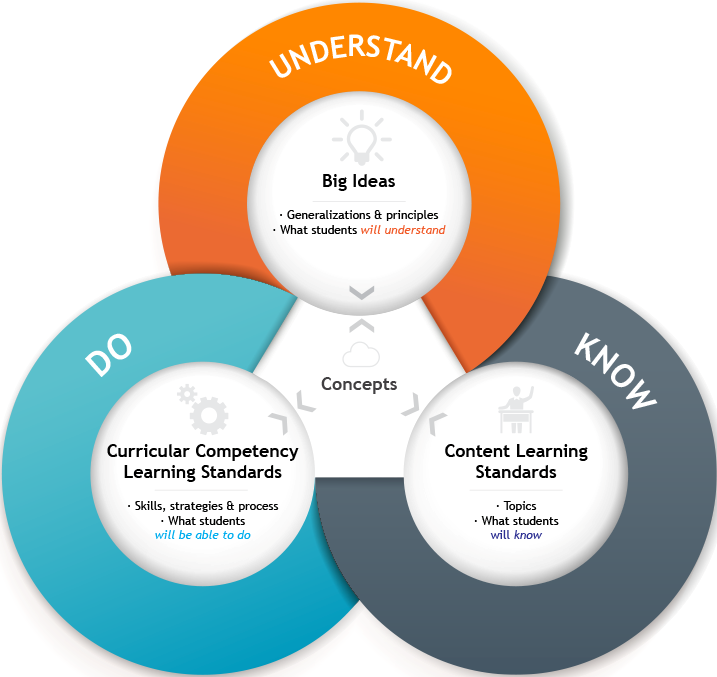 UNDERSTAND
Big Ideas
· Generalizations & principles
· What students will understand
DO
KNOW
Concepts
Curricular Competency
Learning Standards
· Skills, strategies & process
· What students
will be able to do
Content Learning
Standards
· Topics
· What students
will know